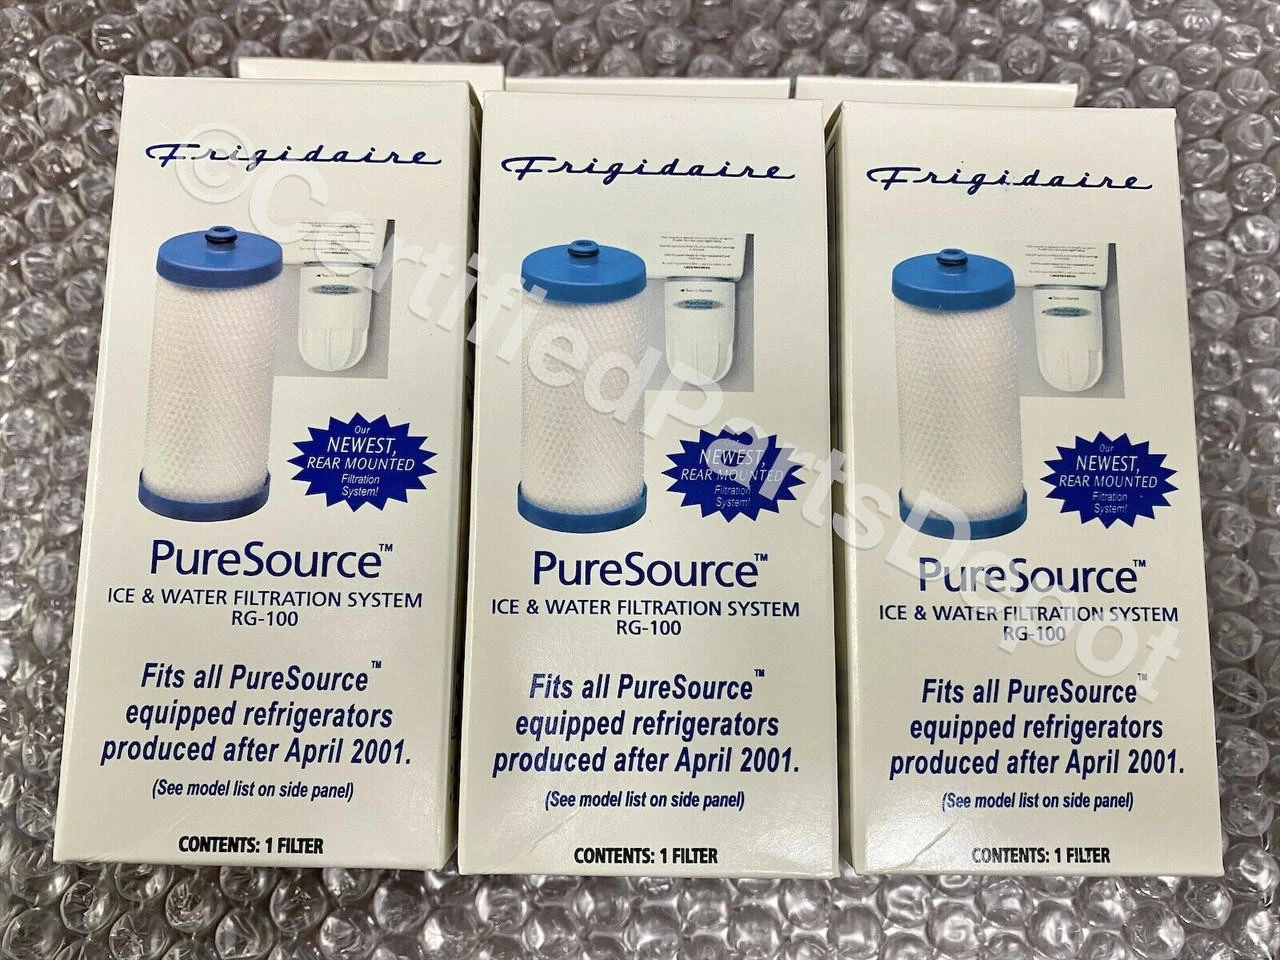 Frigidaire
Our
NEWEST,
REAR MOUNTED
Filtration
System!
PureSource™
ICE & WATER FILTRATION SYSTEM
RG-100
Fits all PureSource™
equipped refrigerators
produced after April 2001.
(See model list on side panel)
CONTENTS: 1 FILTER
Frigidaire
PureSource
NEWEST,
REAR MOUNTED
Filtration
System!
PureSource™
ICE & WATER FILTRATION SYSTEM
RG-100
Fits all PureSource™
equipped refrigerators
produced after April 2001.
(See model list on side panel)
CONTENTS: 1 FILTER
Frigidaire
Our
NEWEST,
REAR MOUNTED
Filtration
System!
PureSource™
ICE & WATER FILTRATION SYSTEM
RG-100
Fits all PureSource™
equipped refrigerators
produced after April 2001.
(See model list on side panel)
CONTENTS: 1 FILTER
©CertifiedPartsDepot